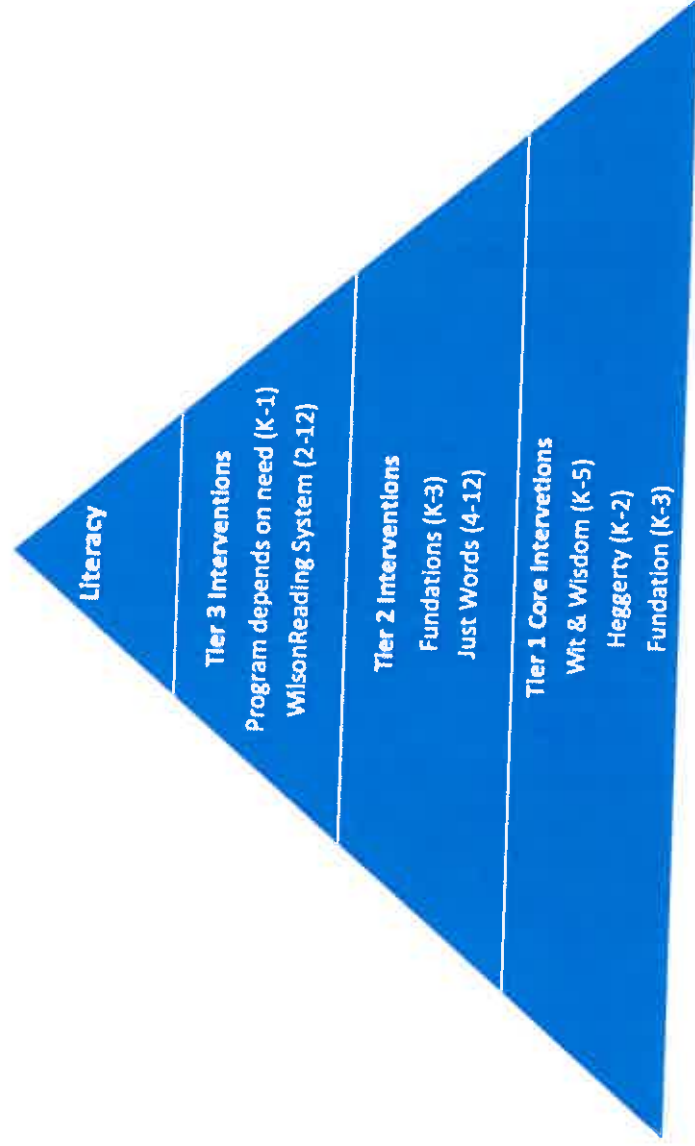 Literacy
Tier 3 Interventions
Program depends on need (K-1)
WilsonReading System (2-12)
Tier 2 Interventions
Fundations (K-3)
Just Words (4-12)
Tier 1 Core Intervetions
Wit & Wisdom (K-5)
Heggerty (K-2)
Fundation (K-3)